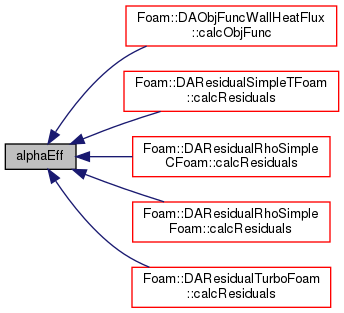 Foam::DAObjFuncWallHeatFlux
::calcObjFunc
Foam::DAResidualSimpleTFoam
::calcResiduals
alphaEff
Foam::DAResidualRhoSimple
CFoam::calcResiduals
Foam::DAResidualRhoSimple
Foam::calcResiduals
Foam::DAResidualTurboFoam
::calcResiduals